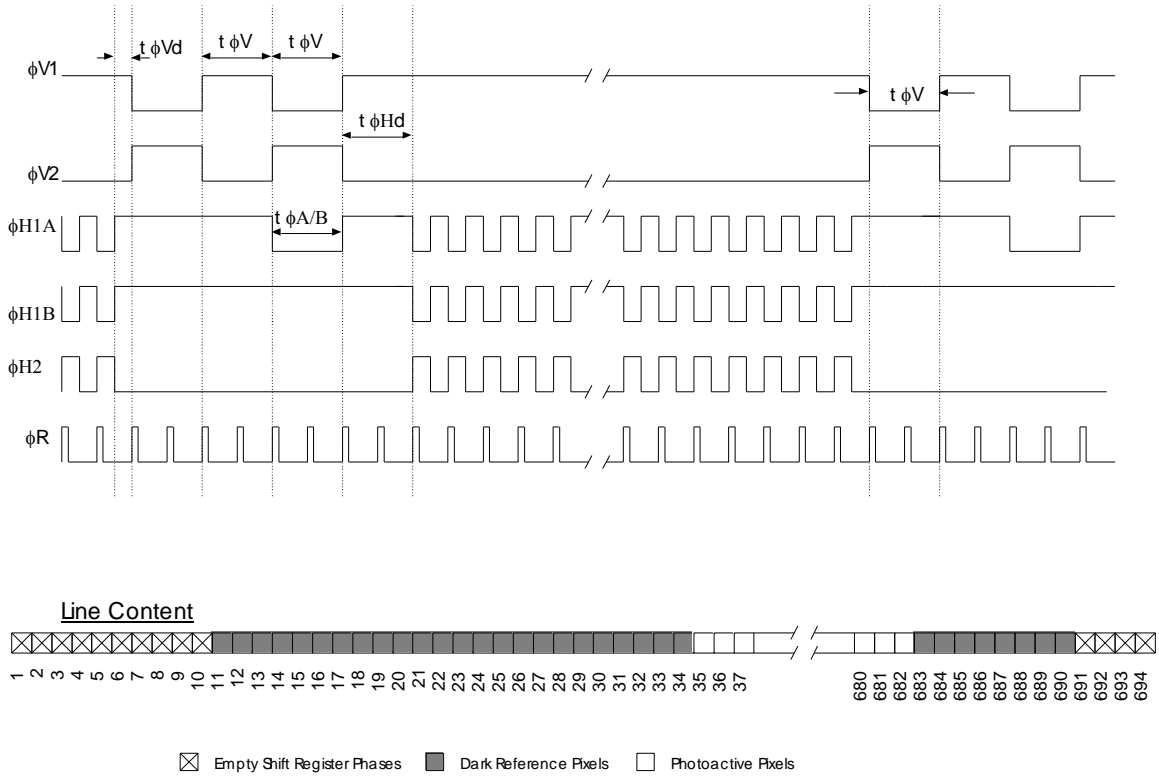 t ϕVd
t ϕV
t ϕV
ϕV1
t ϕV
t ϕHd
ϕV2
ϕH1A
t ϕA/B
ϕH1B
ϕH2
ϕR
Line Content
1 2 3 4 5 6 7 8 9 10 11 12 13 14 15 16 17 18 19 20 21 22 23 24 25 26 27 28 29 30 31 32 33 34 35 36 37 680 681 682 683 684 685 686 687 688 689 690 691 692 693 694
Empty Shift Register Phases Dark Reference Pixels Photoactive Pixels